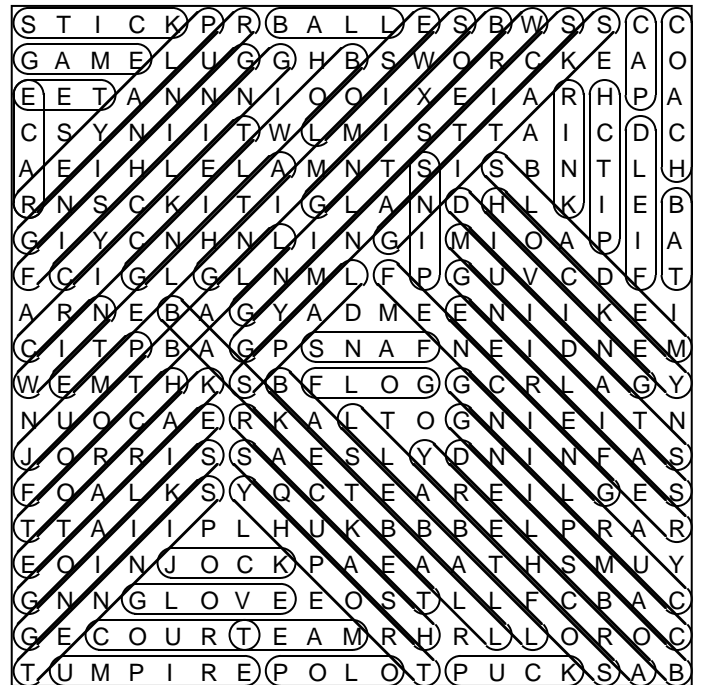 S T I C K P R B A L L E S B W S S C C
G A M E L U G G H B S W O R C K E A O
E E T A N N N I O O I X E I A R H P A
C S Y N I I T W L M I S T T A I C D C
A E I H L E L A M N T S I S B N T L H
R N S C K I T I G L A N D H L K I E B
G I Y C N H N L I N G I M I O A P I A
F C I G L G L N M L F P G U V C D F T
A R N E B A G Y A D M E E N I I K E I
C I T P B A G P S N A F N E I D N E M
W E M T H K S B F L O G G C R L A G Y
N U O C A E R K A L T O G N I E I T N
J O R R I S S A E S L Y D N I N F A S
F O A L K S Y Q C T E A R E I L G E S
T T A I I P L H U K B B B E L P R A R
E O I N J O C K P A E A A T H S M U Y
G N N G L O V E E O S T L L F C B A C
G E C O U R T E A M R H R L L O R O C
T U M P I R E P O L O T P U C K S A B